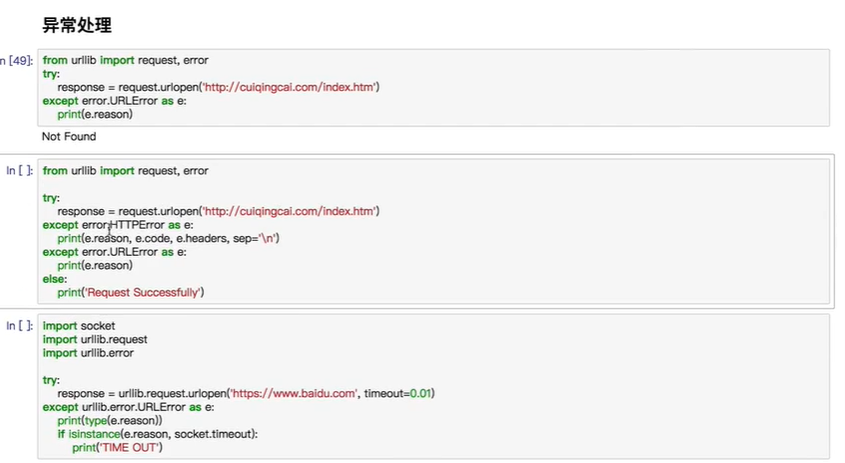 异常处理
n [49]:
from urllib import request, error
try:
    response = request.urlopen('http://cuiqingcai.com/index.htm')
except error.URLError as e:
    print(e.reason)
Not Found
In [ ]:
from urllib import request, error
try:
    response = request.urlopen('http://cuiqingcai.com/index.htm')
except error.HTTPError as e:
    print(e.reason, e.code, e.headers, sep='\n')
except error.URLError as e:
    print(e.reason)
else:
    print('Request Successfully')
In [ ]:
import socket
import urllib.request
import urllib.error
try:
    response = urllib.request.urlopen('https://www.baidu.com', timeout=0.01)
except urllib.error.URLError as e:
    print(type(e.reason))
    if isinstance(e.reason, socket.timeout):
        print('TIME OUT')